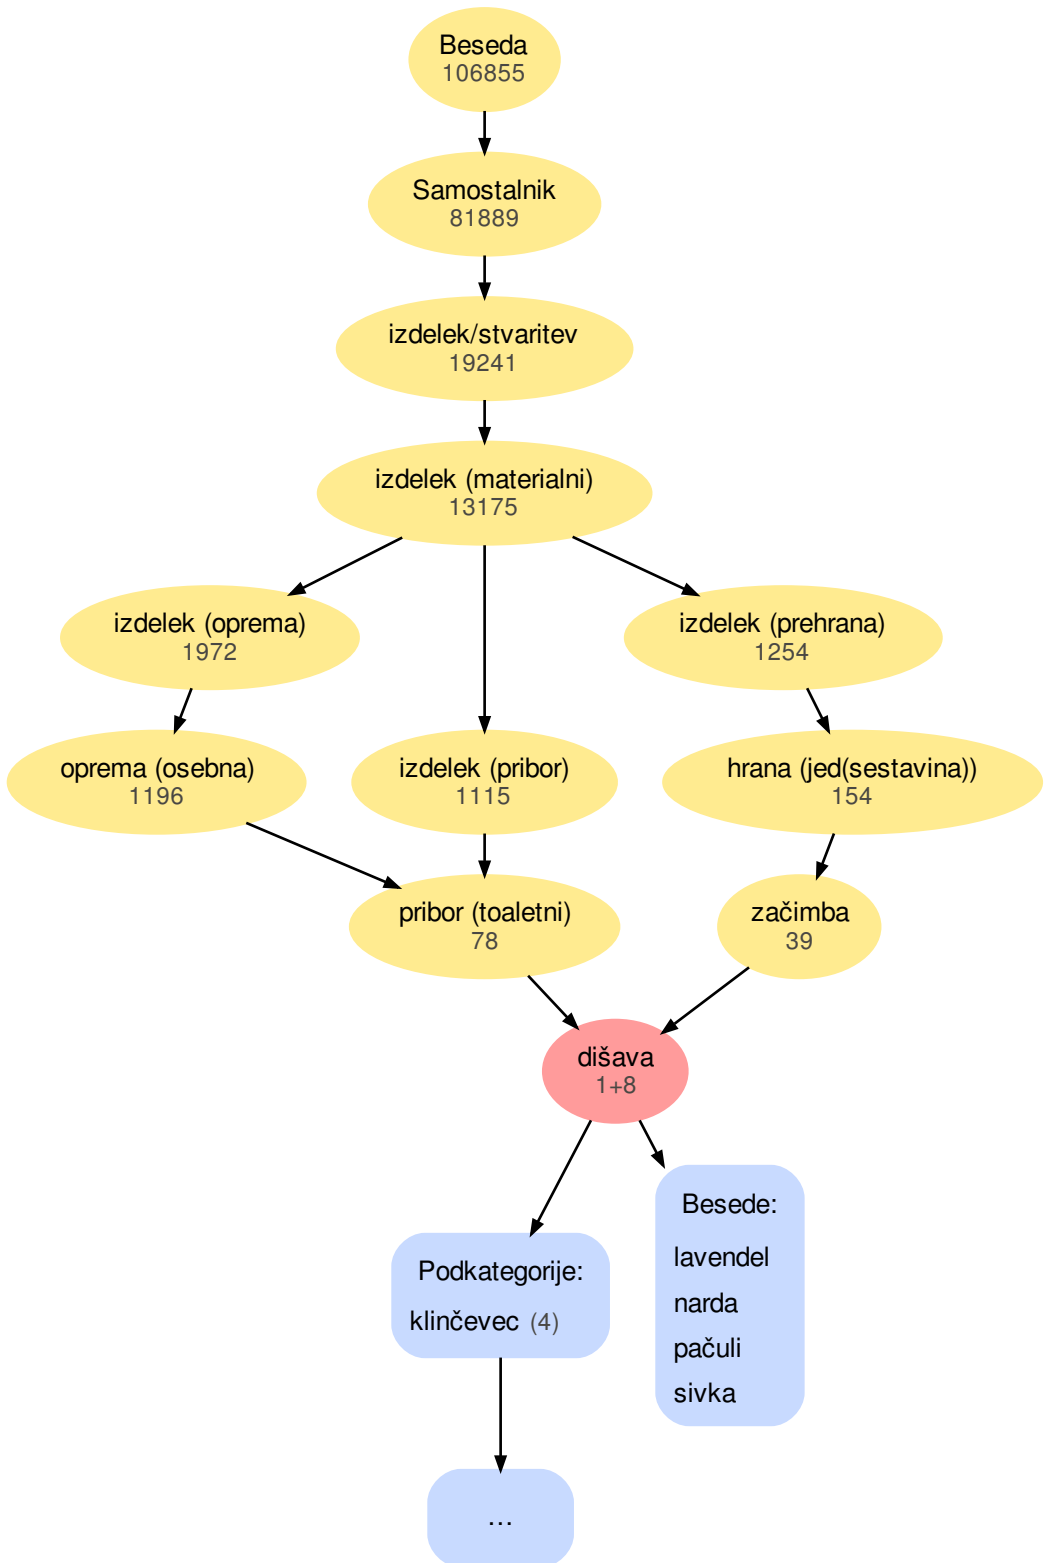 Beseda
106855
Samostalnik
81889
izdelek/stvaritev
19241
izdelek (materialni)
13175
izdelek (oprema)
1972
izdelek (prehrana)
1254
oprema (osebna)
1196
izdelek (pribor)
1115
hrana (jed(sestavina))
154
pribor (toaletni)
78
začimba
39
dišava
1+8
Podkategorije:
klinčevec (4)
Besede:
lavendel
narda
pačuli
sivka
...